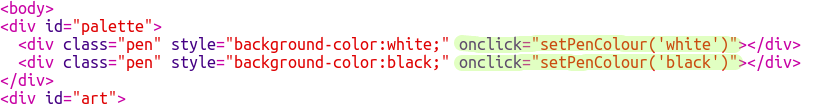 <body>
<div id="palette">
  <div class="pen" style="background-color:white;" onclick="setPenColour('white')"></div>
  <div class="pen" style="background-color:black;" onclick="setPenColour('black')"></div>
</div>
<div id="art">